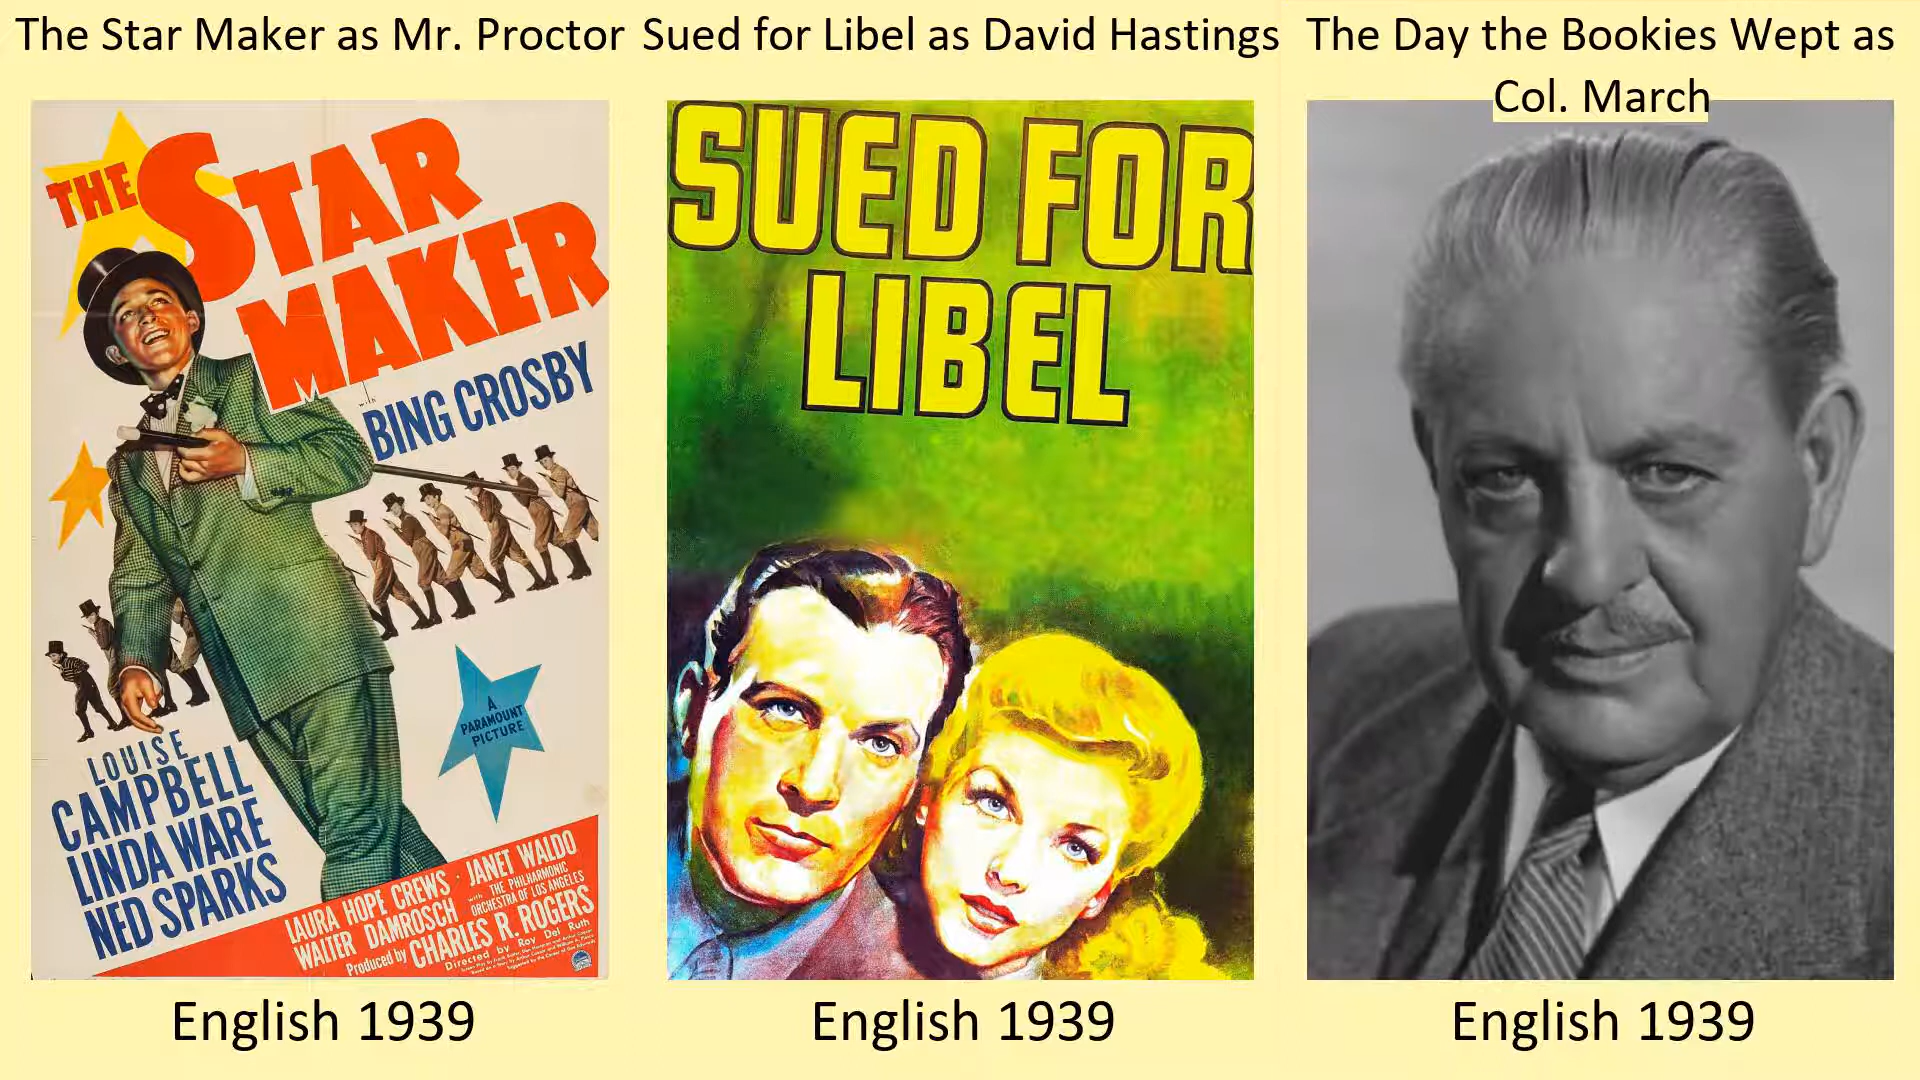 The Star Maker as Mr. Proctor
THE STAR
MAKER
with
BING CROSBY
A
PARAMOUNT
PICTURE
LOUISE
CAMPBELL
LINDA WARE
NED SPARKS
LAURA HOPE CREWS · JANET WALDO
WALTER DAMROSCH with THE PHILHARMONIC
ORCHESTRA OF LOS ANGELES
Produced by CHARLES R. ROGERS
Directed by Roy Del Ruth
English 1939
Sued for Libel as David Hastings
SUED FOR
LIBEL
English 1939
The Day the Bookies Wept as
Col. March
English 1939